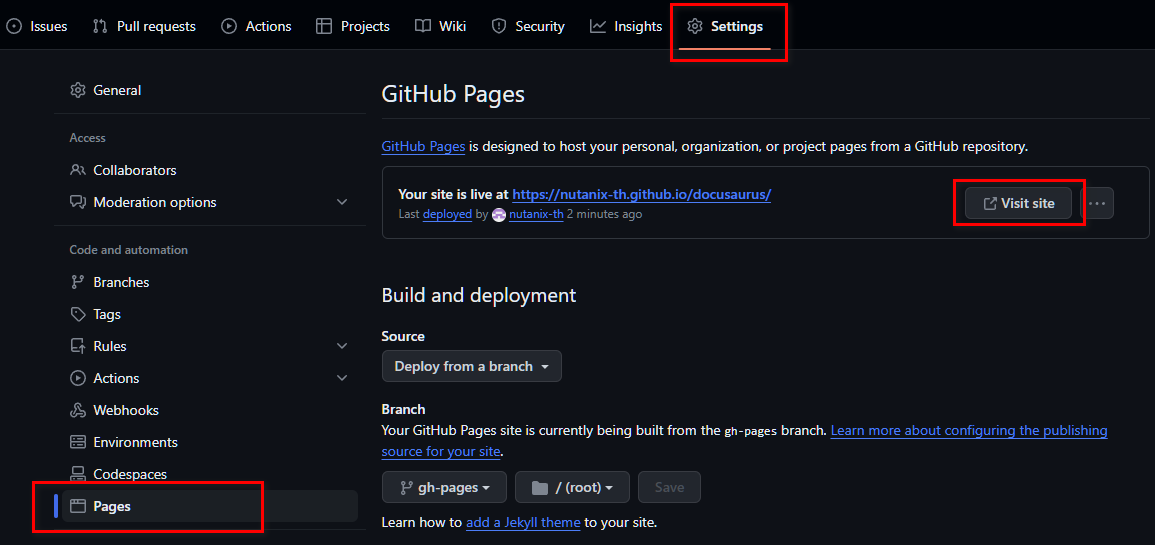 Issues Pull requests Actions Projects Wiki Security Insights Settings
General
Access
Collaborators
Moderation options
Code and automation
Branches
Tags
Rules
Actions
Webhooks
Environments
Codespaces
Pages
GitHub Pages
GitHub Pages is designed to host your personal, organization, or project pages from a GitHub repository.
Your site is live at https://nutanix-th.github.io/docusaurus/
Last deployed by nutanix-th 2 minutes ago
Visit site
Build and deployment
Source
Deploy from a branch
Branch
Your GitHub Pages site is currently being built from the gh-pages branch. Learn more about configuring the publishing
source for your site.
gh-pages / (root) Save
Learn how to add a Jekyll theme to your site.